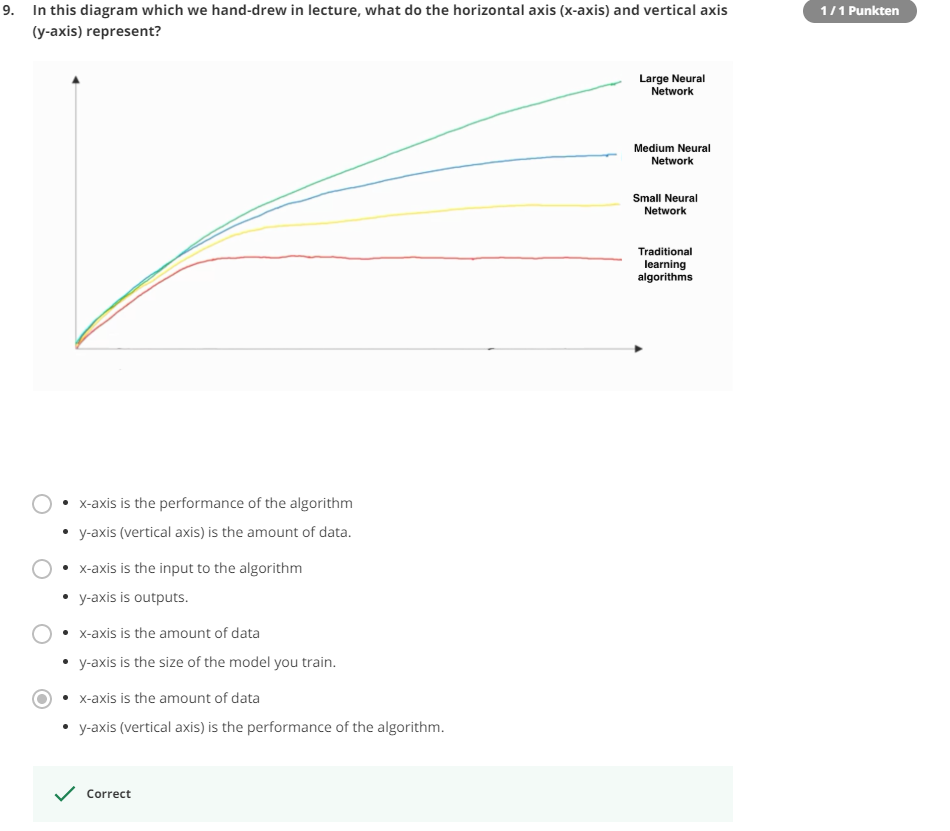 9. In this diagram which we hand-drew in lecture, what do the horizontal axis (x-axis) and vertical axis
(y-axis) represent?
1 / 1 Punkten
Large Neural
Network
Medium Neural
Network
Small Neural
Network
Traditional
learning
algorithms
• x-axis is the performance of the algorithm
• y-axis (vertical axis) is the amount of data.
• x-axis is the input to the algorithm
• y-axis is outputs.
• x-axis is the amount of data
• y-axis is the size of the model you train.
• x-axis is the amount of data
• y-axis (vertical axis) is the performance of the algorithm.
Correct